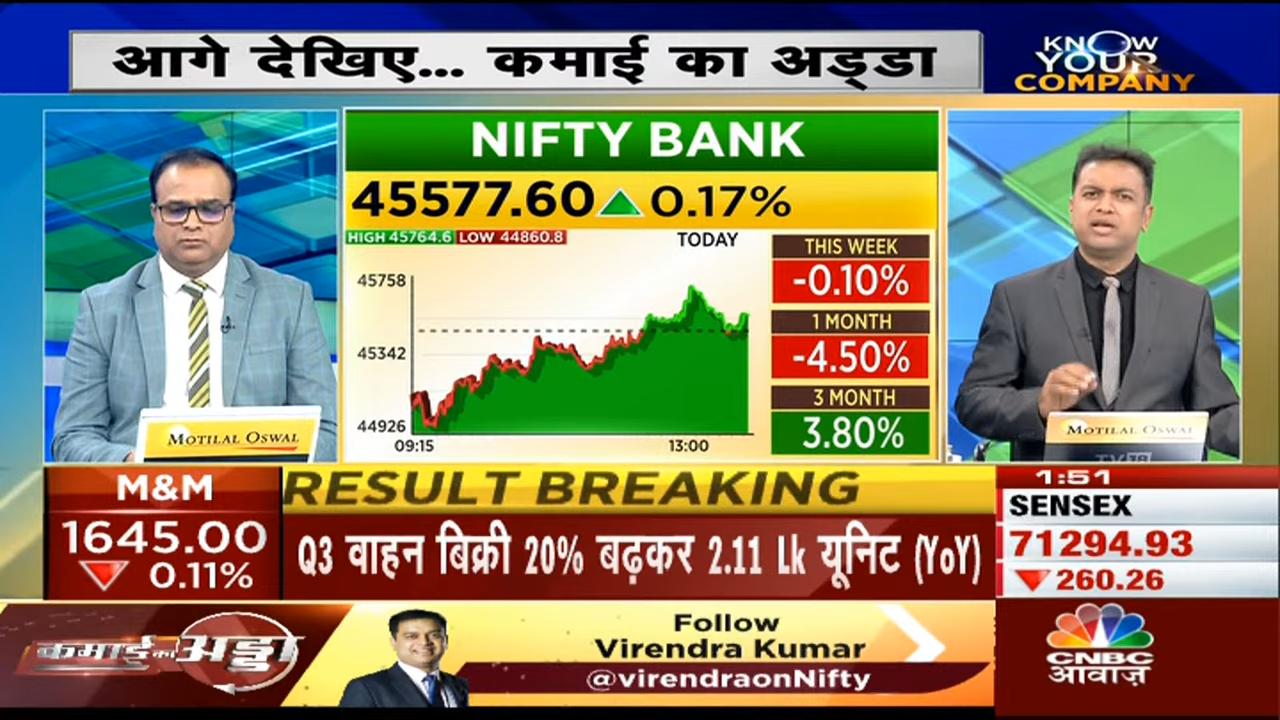 आगे देखिए... कमाई का अड्डा
KNOW
YOUR
COMPANY
NIFTY BANK
45577.60 ▲ 0.17%
HIGH 45764.6 LOW 44860.8
TODAY
45758
45342
44926
09:15 13:00
THIS WEEK
-0.10%
1 MONTH
-4.50%
3 MONTH
3.80%
MOTILAL OSWAL
MOTILAL OSWAL
M&M
1645.00
▼ 0.11%
RESULT BREAKING
Q3 वाहन बिक्री 20% बढ़कर 2.11 Lk यूनिट (YoY)
1:51
SENSEX
71294.93
▼ 260.26
कमाई का अड्डा
Follow
Virendra Kumar
@virendraonNifty
CNBC
आवाज़